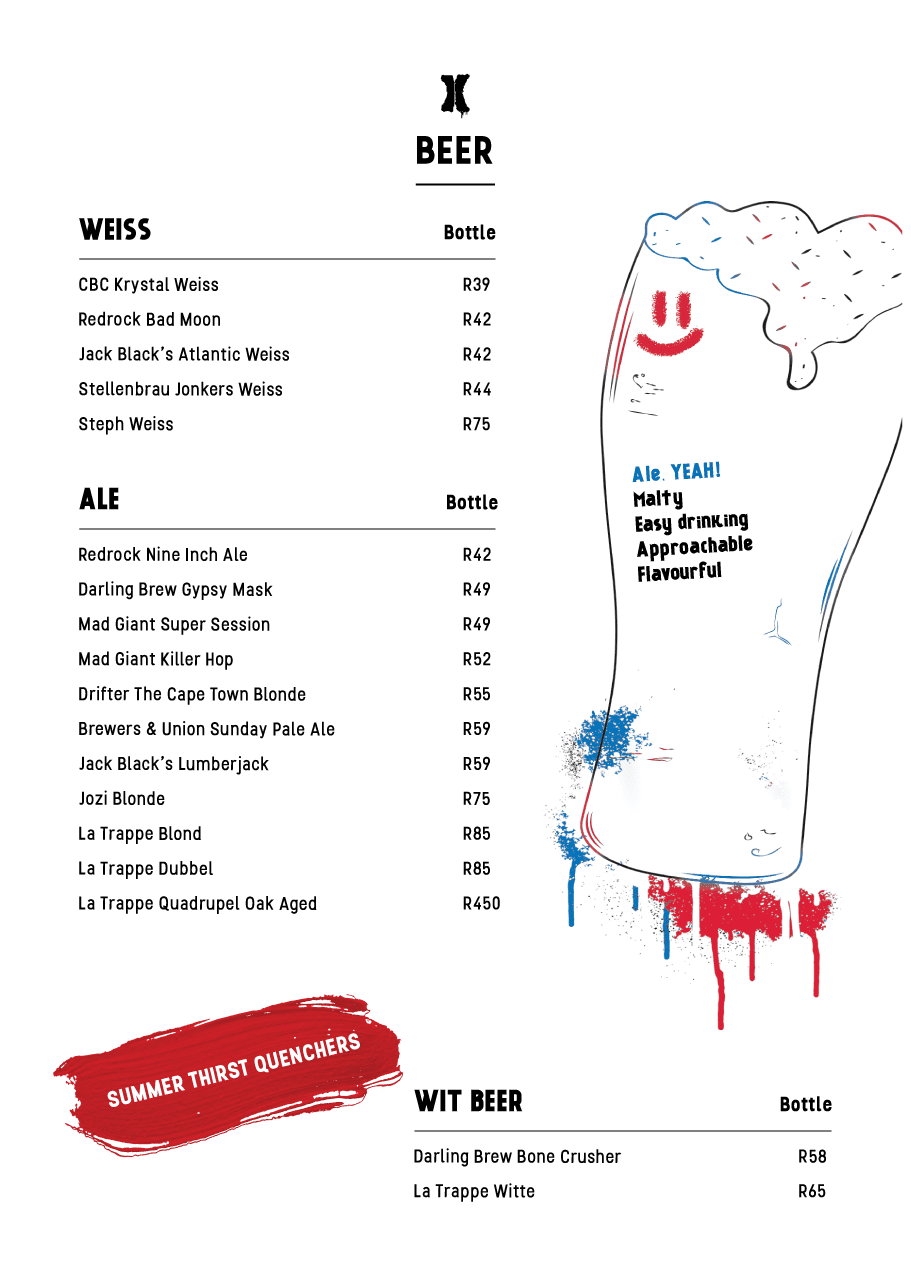 BEER
WEISS Bottle
CBC Krystal Weiss R39
Redrock Bad Moon R42
Jack Black's Atlantic Weiss R42
Stellenbrau Jonkers Weiss R44
Steph Weiss R75
ALE Bottle
Redrock Nine Inch Ale R42
Darling Brew Gypsy Mask R49
Mad Giant Super Session R49
Mad Giant Killer Hop R52
Drifter The Cape Town Blonde R55
Brewers & Union Sunday Pale Ale R59
Jack Black's Lumberjack R59
Jozi Blonde R75
La Trappe Blond R85
La Trappe Dubbel R85
La Trappe Quadrupel Oak Aged R450
Ale. YEAH!
Malty
Easy drinking
Approachable
Flavourful
SUMMER THIRST QUENCHERS
WIT BEER Bottle
Darling Brew Bone Crusher R58
La Trappe Witte R65